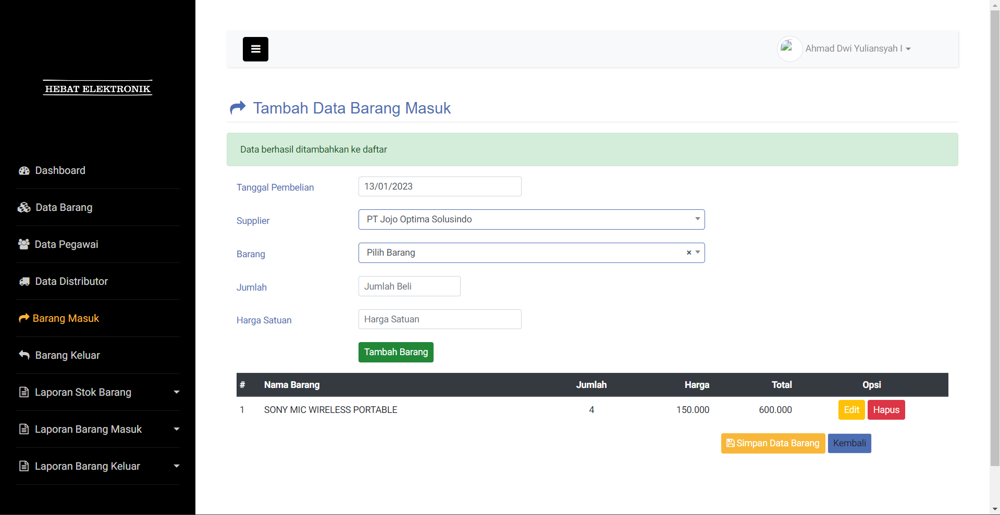 HEBAT ELEKTRONIK
Dashboard
Data Barang
Data Pegawai
Data Distributor
Barang Masuk
Barang Keluar
Laporan Stok Barang
Laporan Barang Masuk
Laporan Barang Keluar
Ahmad Dwi Yuliansyah I
Tambah Data Barang Masuk
Data berhasil ditambahkan ke daftar
Tanggal Pembelian 13/01/2023
Supplier PT Jojo Optima Solusindo
Barang Pilih Barang ×
Jumlah Jumlah Beli
Harga Satuan Harga Satuan
Tambah Barang
# Nama Barang Jumlah Harga Total Opsi
1 SONY MIC WIRELESS PORTABLE 4 150.000 600.000 Edit Hapus
Simpan Data Barang Kembali